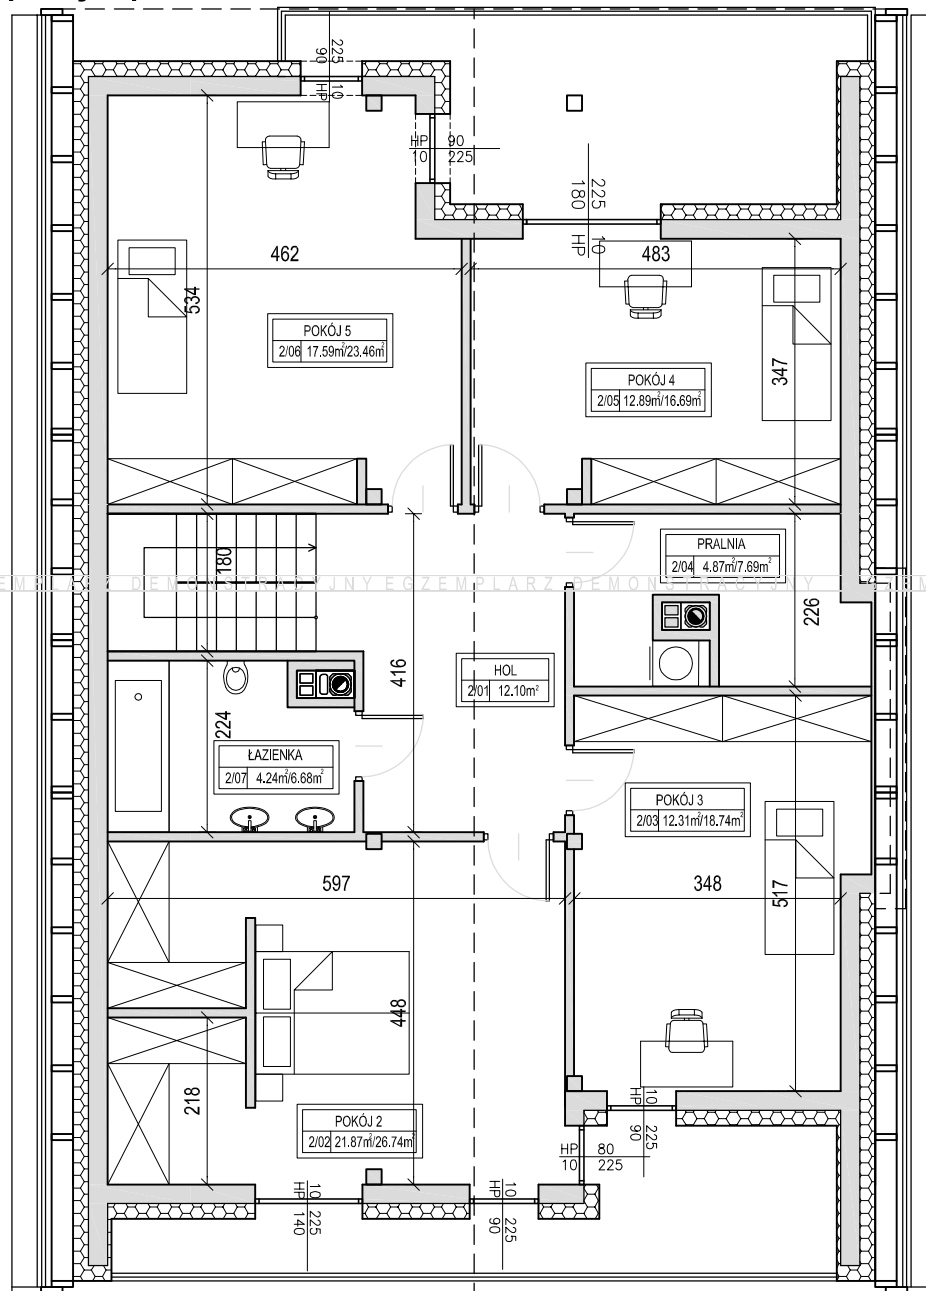 225
90
HP 10
HP 90
10 225
225
180
HP 10
462
483
534
347
POKÓJ 5
2/06 17.59m²/23.46m²
POKÓJ 4
2/05 12.89m²/16.69m²
180
PRALNIA
2/04 4.87m²/7.69m²
EGZEMPLARZ DEMONSTRACYJNY
226
416
HOL
2/01 12.10m²
224
ŁAZIENKA
2/07 4.24m²/6.68m²
POKÓJ 3
2/03 12.31m²/18.74m²
597
348
517
448
218
POKÓJ 2
2/02 21.87m²/26.74m²
HP 10
90 225
HP 80
10 225
HP 10
140 225
HP 10
90 225